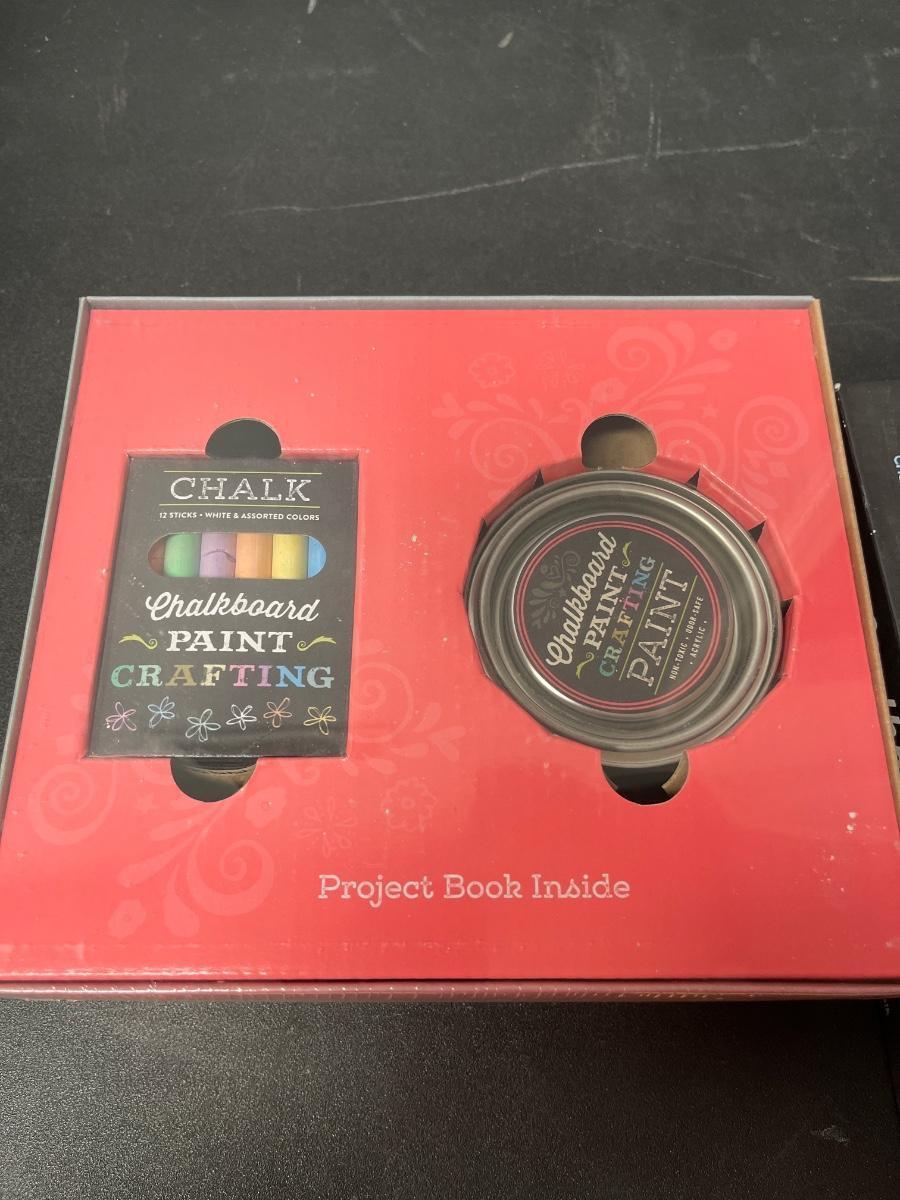 CHALK
12 STICKS • WHITE & ASSORTED COLORS
Chalkboard
PAINT
CRAFTING
Chalkboard
PAINT
CRAFTING
PAINT
NON-TOXIC • ODOR-SAFE
• ACRYLIC •
Project Book Inside